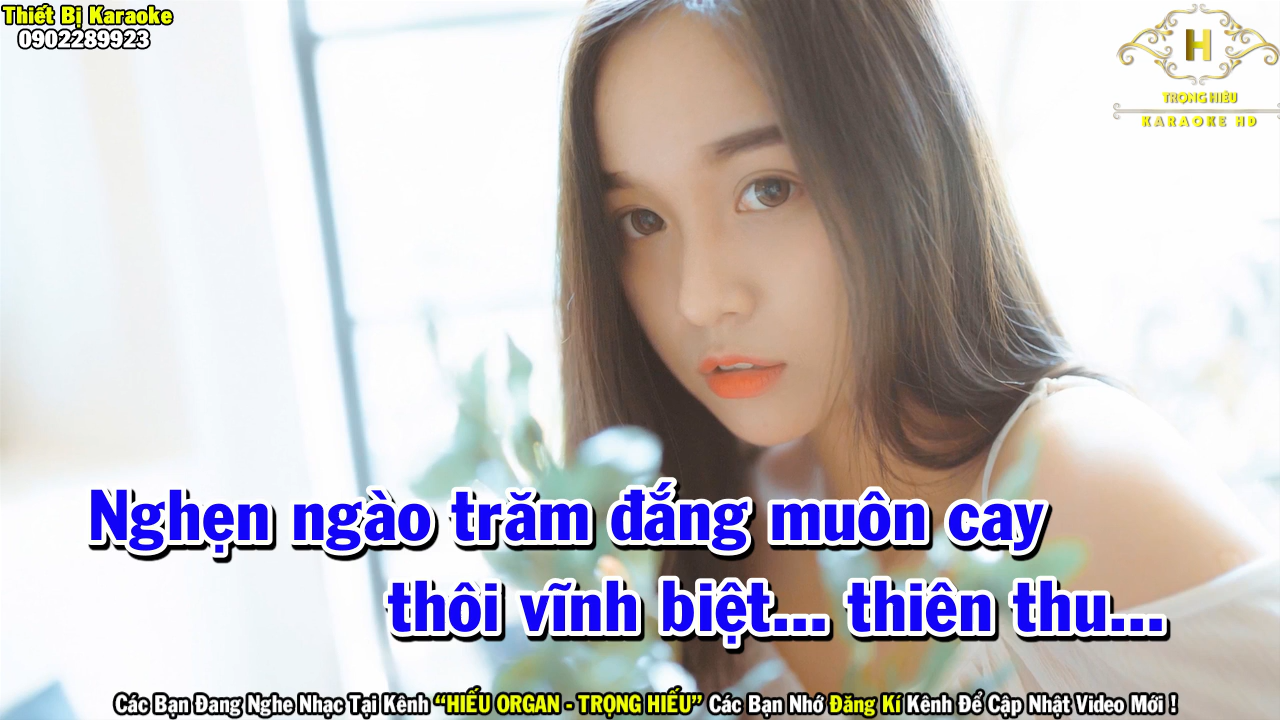 Thiết Bị Karaoke
0902289923
H
TRỌNG HIẾU
KARAOKE HD
Nghẹn ngào trăm đắng muôn cay
thôi vĩnh biệt... thiên thu...
Các Bạn Đang Nghe Nhạc Tại Kênh “HIẾU ORGAN - TRỌNG HIẾU” Các Bạn Nhớ Đăng Kí Kênh Để Cập Nhật Video Mới !